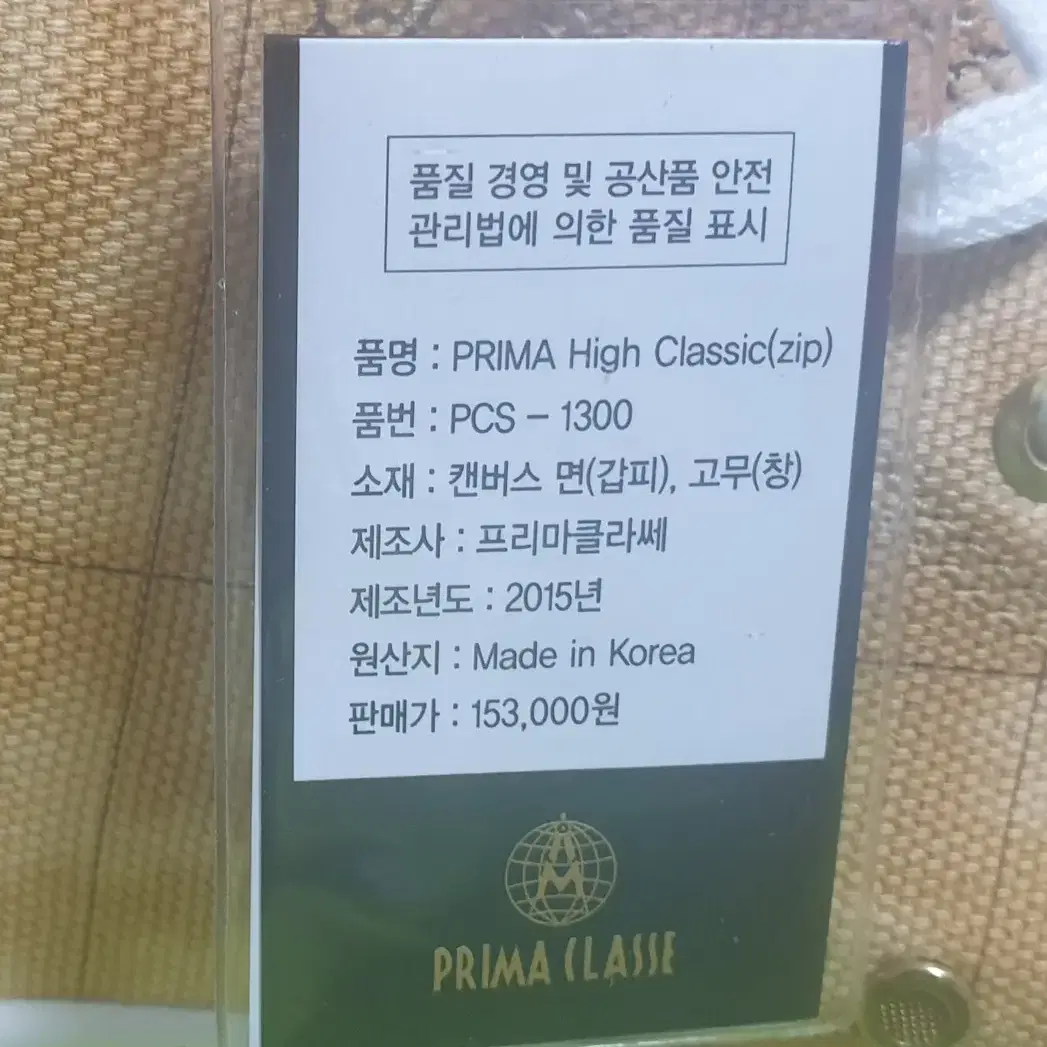 품질 경영 및 공산품 안전
관리법에 의한 품질 표시
품명 : PRIMA High Classic(zip)
품번 : PCS - 1300
소재 : 캔버스 면(갑피), 고무(창)
제조사 : 프리마클라쎄
제조년도 : 2015년
원산지 : Made in Korea
판매가 : 153,000원
PRIMA CLASSE